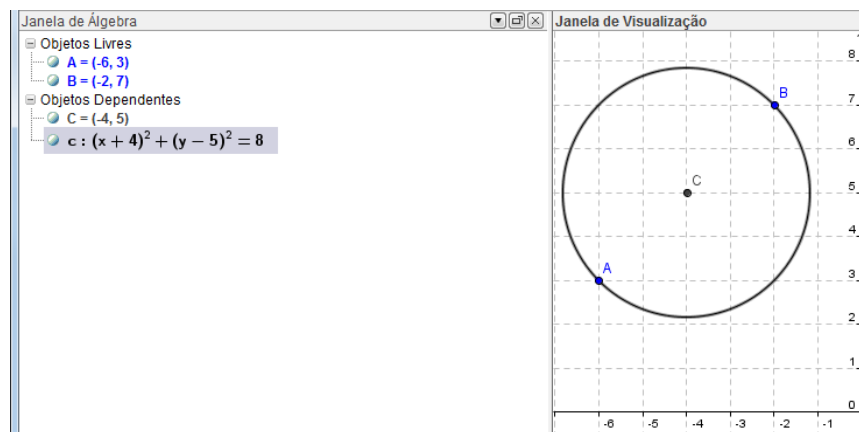 Janela de Álgebra
Objetos Livres
A = (-6, 3)
B = (-2, 7)
Objetos Dependentes
C = (-4, 5)
c : (x + 4)² + (y − 5)² = 8
Janela de Visualização
8
B
7
6
C
5
4
A
3
2
1
0
-6 -5 -4 -3 -2 -1